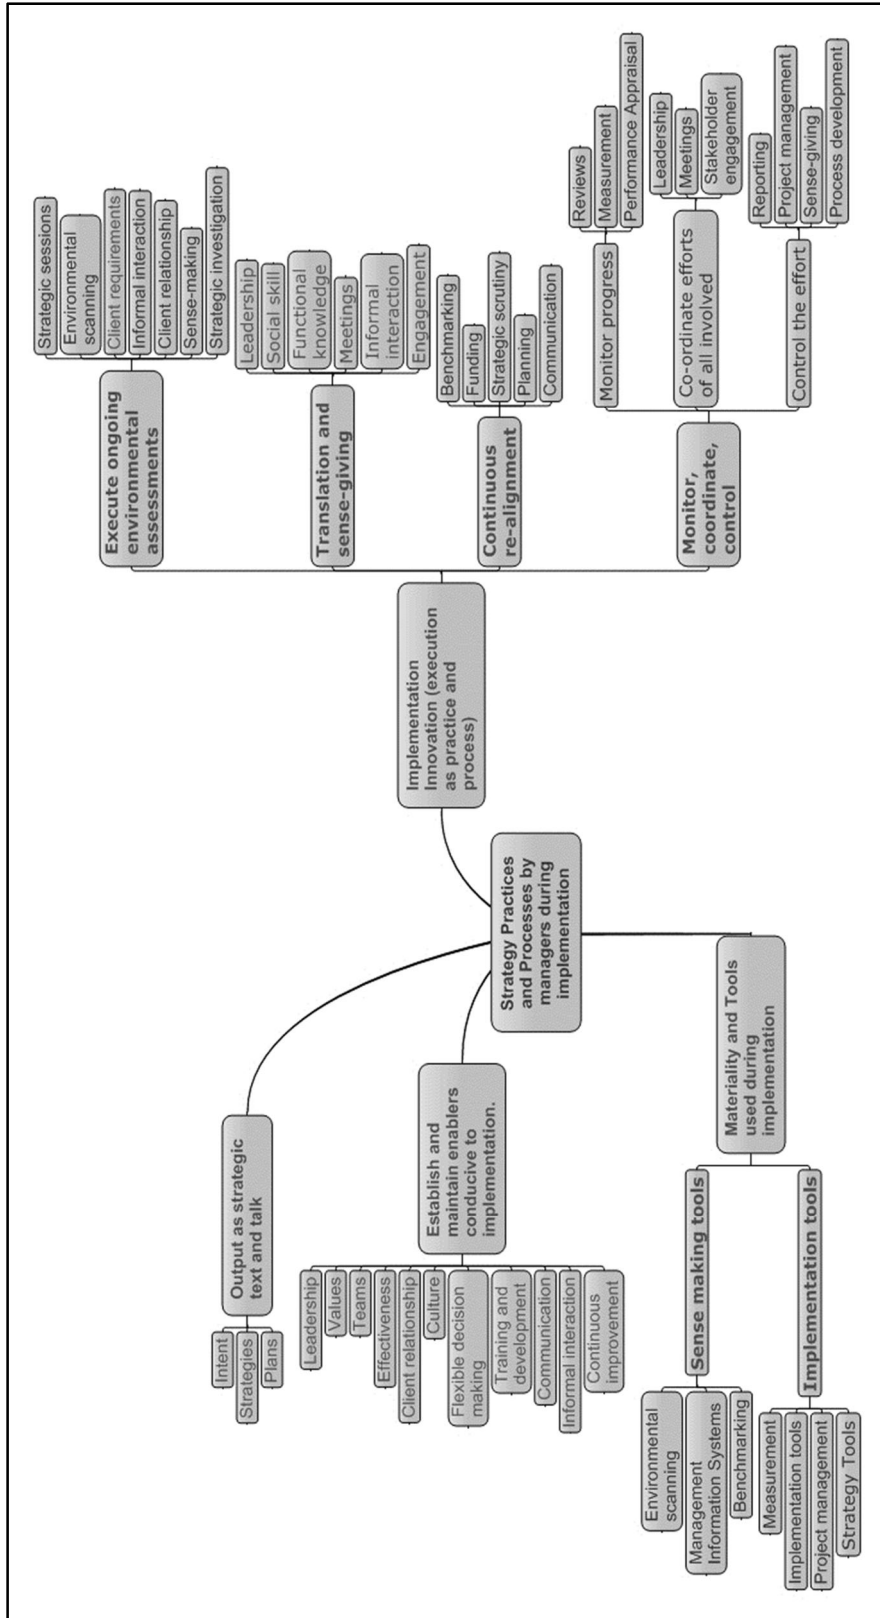 Strategy Practices
and Processes by
managers during
implementation
Output as strategic
text and talk
Intent
Strategies
Plans
Establish and
maintain enablers
conducive to
implementation.
Leadership
Values
Teams
Effectiveness
Client relationship
Culture
Flexible decision
making
Training and
development
Communication
Informal interaction
Continuous
improvement
Materiality and Tools
used during
implementation
Sense making tools
Environmental
scanning
Management
Information Systems
Benchmarking
Implementation tools
Measurement
Implementation tools
Project management
Strategy Tools
Implementation
Innovation (execution
as practice and
process)
Execute ongoing
environmental
assessments
Strategic sessions
Environmental
scanning
Client requirements
Informal interaction
Client relationship
Sense-making
Strategic investigation
Translation and
sense-giving
Leadership
Social skill
Functional
knowledge
Meetings
Informal
interaction
Engagement
Continuous
re-alignment
Benchmarking
Funding
Strategic scrutiny
Planning
Communication
Monitor,
coordinate,
control
Monitor progress
Reviews
Measurement
Performance Appraisal
Co-ordinate efforts
of all involved
Leadership
Meetings
Stakeholder
engagement
Control the effort
Reporting
Project management
Sense-giving
Process development